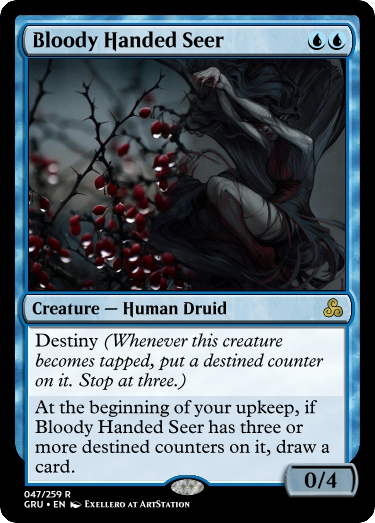 Bloody Handed Seer
Creature — Human Druid
Destiny (Whenever this creature
becomes tapped, put a destined counter
on it. Stop at three.)
At the beginning of your upkeep, if
Bloody Handed Seer has three or
more destined counters on it, draw a
card.
0/4
047/259 R
GRU • EN Exellero at ArtStation